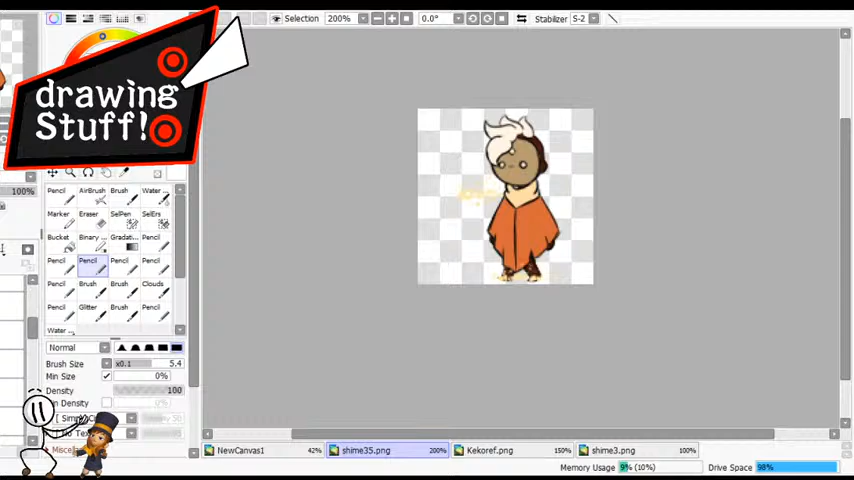 drawing
Stuff!
Selection 200% 0.0° Stabilizer S-2
100%
Pencil AirBrush Brush Water ...
Marker Eraser SelPen SelErs
Bucket Binary ... Gradati... Pencil
Pencil Pencil Pencil Pencil
Pencil Brush Brush Clouds
Pencil Glitter Brush Pencil
Water ...
Normal
Brush Size x0.1 5.4
Min Size 0%
Density 100
Density 0%
NewCanvas1 42% shime35.png 200% Kekoref.png 150% shime3.png 100%
Memory Usage 9% (10%) Drive Space 98%